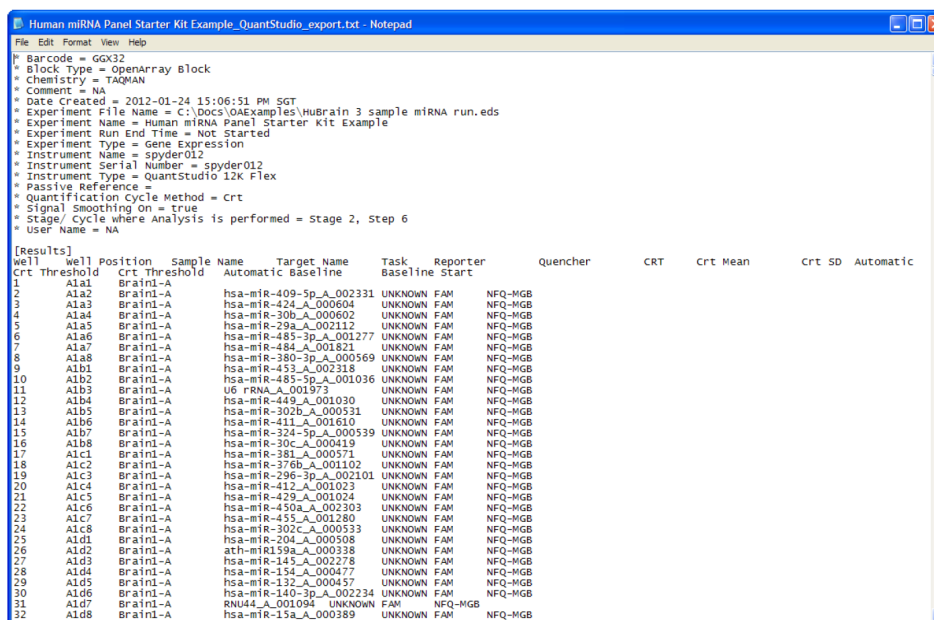 Human miRNA Panel Starter Kit Example_QuantStudio_export.txt - Notepad
File Edit Format View Help
* Barcode = GGX32
* Block Type = OpenArray Block
* Chemistry = TAQMAN
* Comment = NA
* Date Created = 2012-01-24 15:06:51 PM SGT
* Experiment File Name = C:\Docs\OAExamples\HuBrain 3 sample miRNA run.eds
* Experiment Name = Human miRNA Panel Starter Kit Example
* Experiment Run End Time = Not Started
* Experiment Type = Gene Expression
* Instrument Name = spyder012
* Instrument Serial Number = spyder012
* Instrument Type = QuantStudio 12K Flex
* Passive Reference =
* Quantification Cycle Method = Crt
* Signal Smoothing On = true
* Stage/ Cycle where Analysis is performed = Stage 2, Step 6
* User Name = NA
[Results]
Well Well Position Sample Name Target Name Task Reporter Quencher CRT Crt Mean Crt SD Automatic
Crt Threshold Crt Threshold Automatic Baseline Baseline Start
1 A1a1 Brain1-A
2 A1a2 Brain1-A hsa-miR-409-5p_A_002331 UNKNOWN FAM NFQ-MGB
3 A1a3 Brain1-A hsa-miR-424_A_000604 UNKNOWN FAM NFQ-MGB
4 A1a4 Brain1-A hsa-miR-30b_A_000602 UNKNOWN FAM NFQ-MGB
5 A1a5 Brain1-A hsa-miR-29a_A_002112 UNKNOWN FAM NFQ-MGB
6 A1a6 Brain1-A hsa-miR-485-3p_A_001277 UNKNOWN FAM NFQ-MGB
7 A1a7 Brain1-A hsa-miR-484_A_001821 UNKNOWN FAM NFQ-MGB
8 A1a8 Brain1-A hsa-miR-380-3p_A_000569 UNKNOWN FAM NFQ-MGB
9 A1b1 Brain1-A hsa-miR-453_A_002318 UNKNOWN FAM NFQ-MGB
10 A1b2 Brain1-A hsa-miR-485-5p_A_001036 UNKNOWN FAM NFQ-MGB
11 A1b3 Brain1-A U6 rRNA_A_001973 UNKNOWN FAM NFQ-MGB
12 A1b4 Brain1-A hsa-miR-449_A_001030 UNKNOWN FAM NFQ-MGB
13 A1b5 Brain1-A hsa-miR-302b_A_000531 UNKNOWN FAM NFQ-MGB
14 A1b6 Brain1-A hsa-miR-411_A_001610 UNKNOWN FAM NFQ-MGB
15 A1b7 Brain1-A hsa-miR-324-5p_A_000539 UNKNOWN FAM NFQ-MGB
16 A1b8 Brain1-A hsa-miR-30c_A_000419 UNKNOWN FAM NFQ-MGB
17 A1c1 Brain1-A hsa-miR-381_A_000571 UNKNOWN FAM NFQ-MGB
18 A1c2 Brain1-A hsa-miR-376b_A_001102 UNKNOWN FAM NFQ-MGB
19 A1c3 Brain1-A hsa-miR-296-3p_A_002101 UNKNOWN FAM NFQ-MGB
20 A1c4 Brain1-A hsa-miR-412_A_001023 UNKNOWN FAM NFQ-MGB
21 A1c5 Brain1-A hsa-miR-429_A_001024 UNKNOWN FAM NFQ-MGB
22 A1c6 Brain1-A hsa-miR-450a_A_002303 UNKNOWN FAM NFQ-MGB
23 A1c7 Brain1-A hsa-miR-455_A_001280 UNKNOWN FAM NFQ-MGB
24 A1c8 Brain1-A hsa-miR-302c_A_000533 UNKNOWN FAM NFQ-MGB
25 A1d1 Brain1-A hsa-miR-204_A_000508 UNKNOWN FAM NFQ-MGB
26 A1d2 Brain1-A ath-miR159a_A_000338 UNKNOWN FAM NFQ-MGB
27 A1d3 Brain1-A hsa-miR-145_A_002278 UNKNOWN FAM NFQ-MGB
28 A1d4 Brain1-A hsa-miR-154_A_000477 UNKNOWN FAM NFQ-MGB
29 A1d5 Brain1-A hsa-miR-132_A_000457 UNKNOWN FAM NFQ-MGB
30 A1d6 Brain1-A hsa-miR-140-3p_A_002234 UNKNOWN FAM NFQ-MGB
31 A1d7 Brain1-A RNU44_A_001094 UNKNOWN FAM NFQ-MGB
32 A1d8 Brain1-A hsa-miR-15a_A_000389 UNKNOWN FAM NFQ-MGB